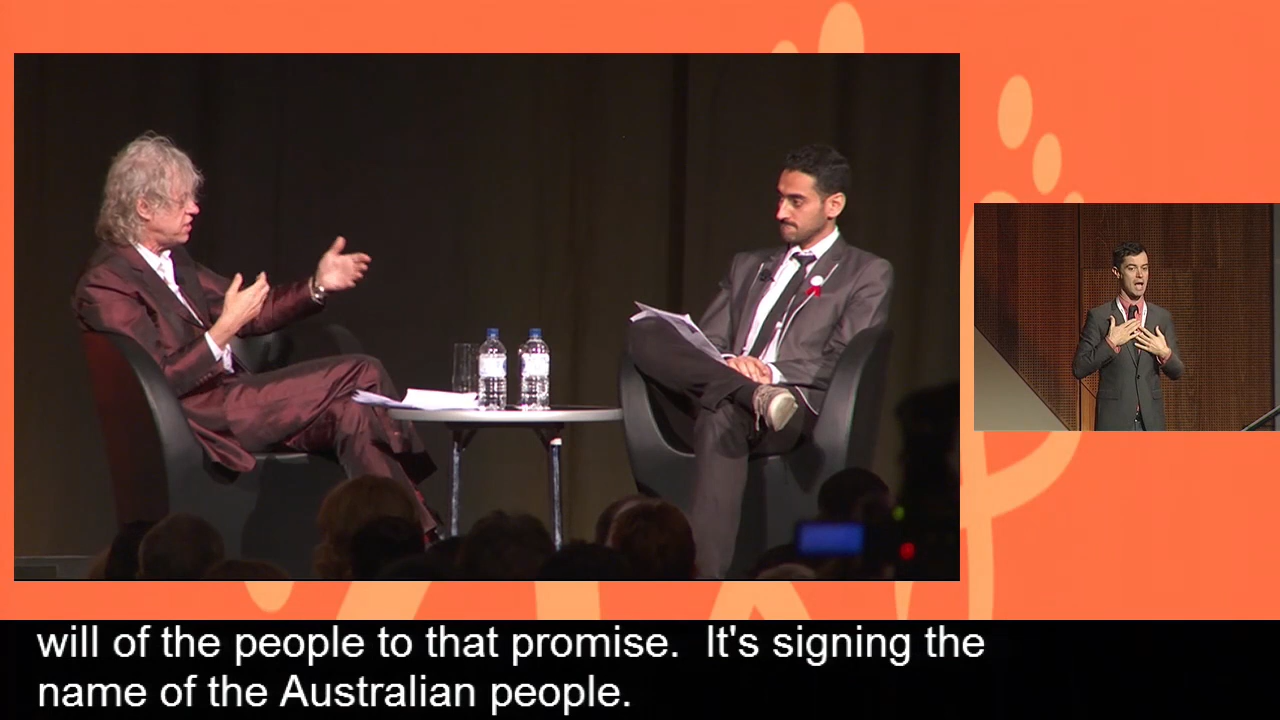 will of the people to that promise.  It's signing the
name of the Australian people.